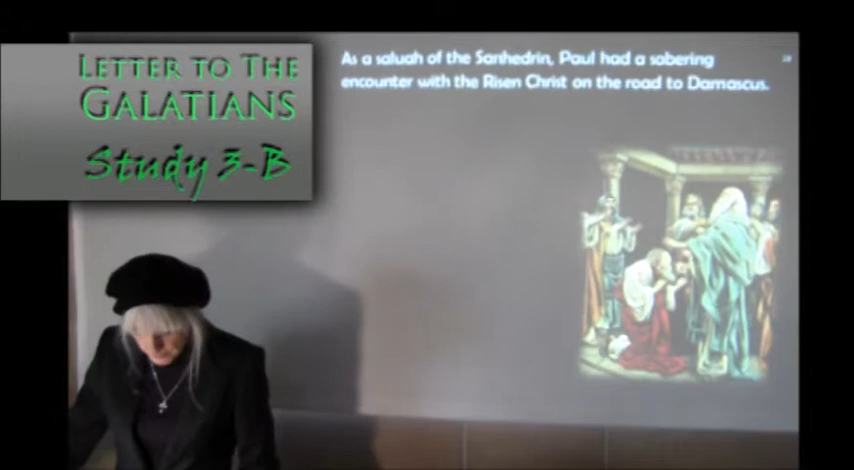 LETTER TO THE
GALATIANS
Study 3-B
As a saluah of the Sanhedrin, Paul had a sobering
encounter with the Risen Christ on the road to Damascus.